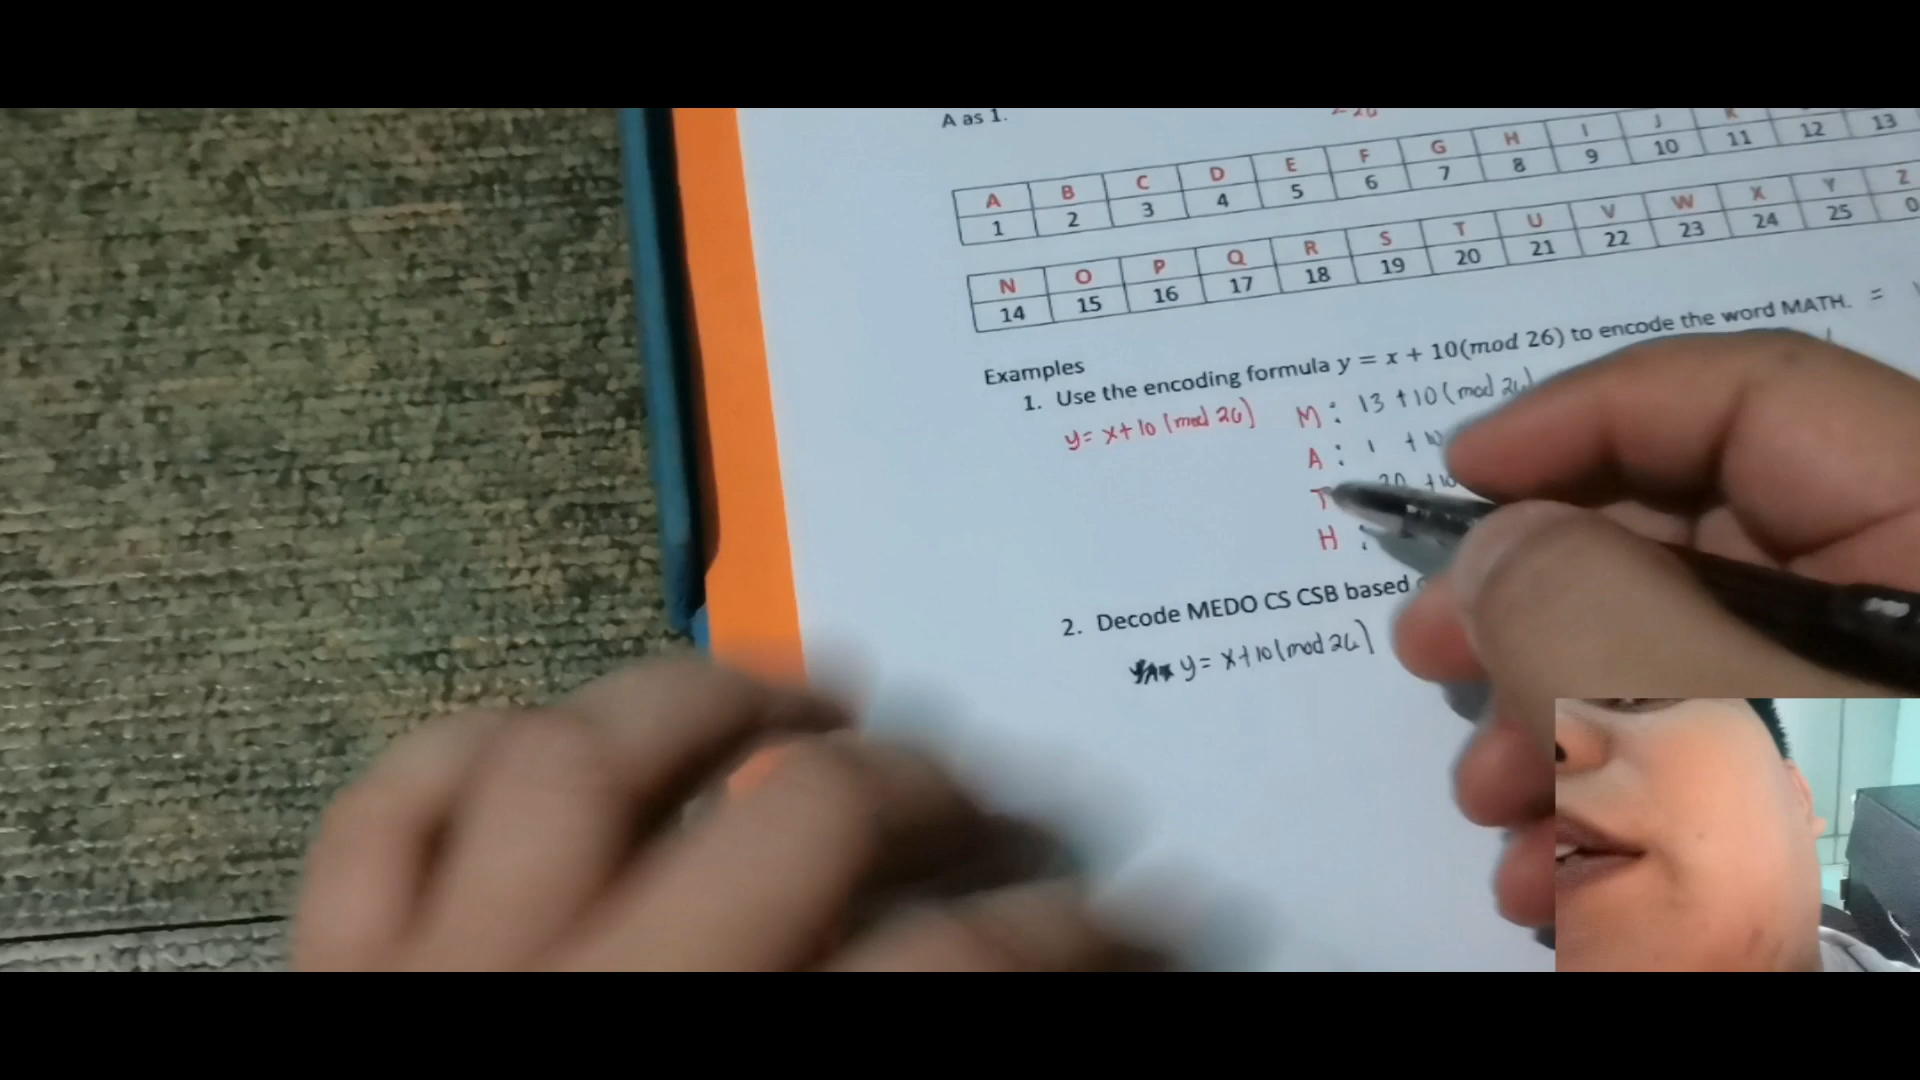 A as 1.
A B C D E F G H I J K
1 2 3 4 5 6 7 8 9 10 11 12 13
N O P Q R S T U V W X Y Z
14 15 16 17 18 19 20 21 22 23 24 25 0
Examples
1. Use the encoding formula y = x + 10(mod 26) to encode the word MATH. =
y = x+10 (mod 26) M : 13 +10 (mod 26)
A : 1 +10
T 20 +10
H :
2. Decode MEDO CS CSB based
y = x+10(mod 26)